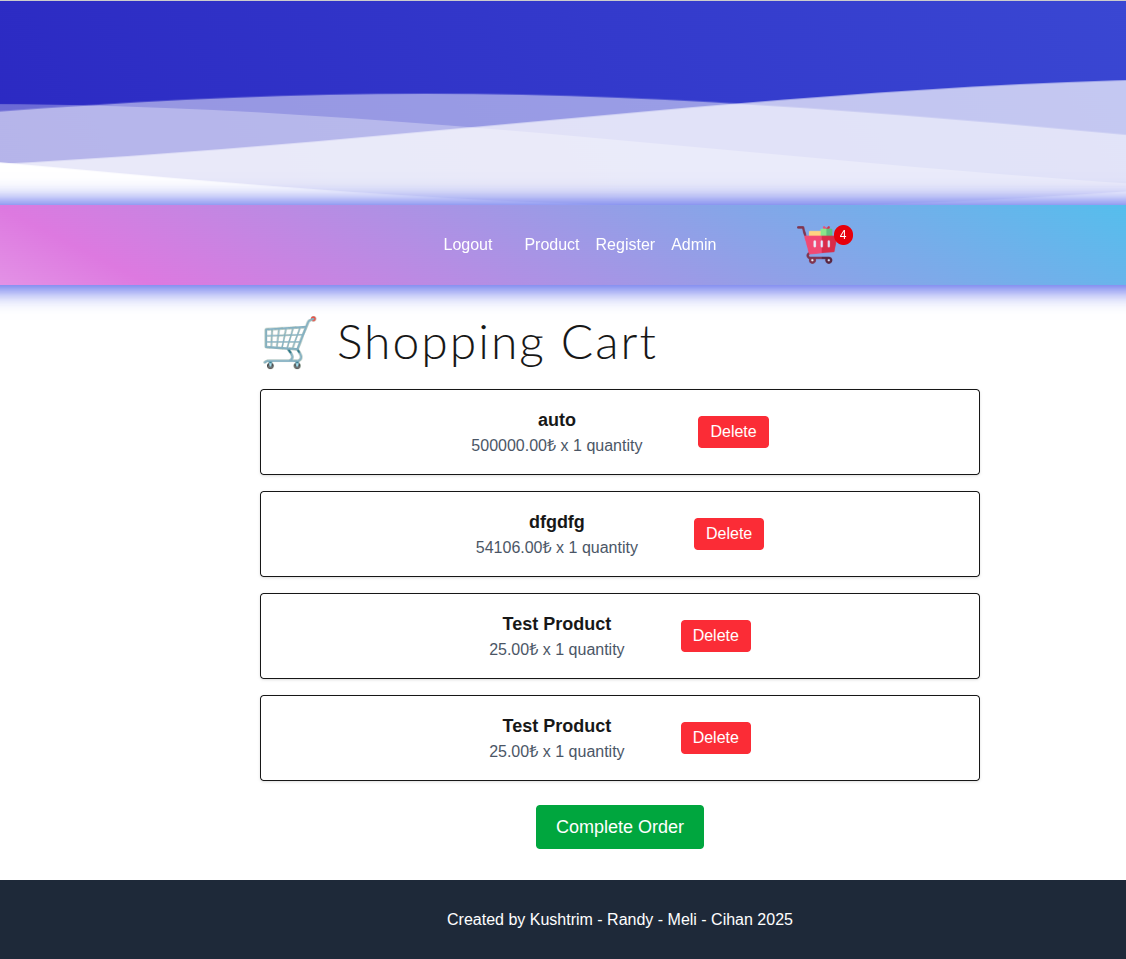 Logout Product Register Admin 4
🛒 Shopping Cart
auto
500000.00₺ x 1 quantity
Delete
dfgdfg
54106.00₺ x 1 quantity
Delete
Test Product
25.00₺ x 1 quantity
Delete
Test Product
25.00₺ x 1 quantity
Delete
Complete Order
Created by Kushtrim - Randy - Meli - Cihan 2025